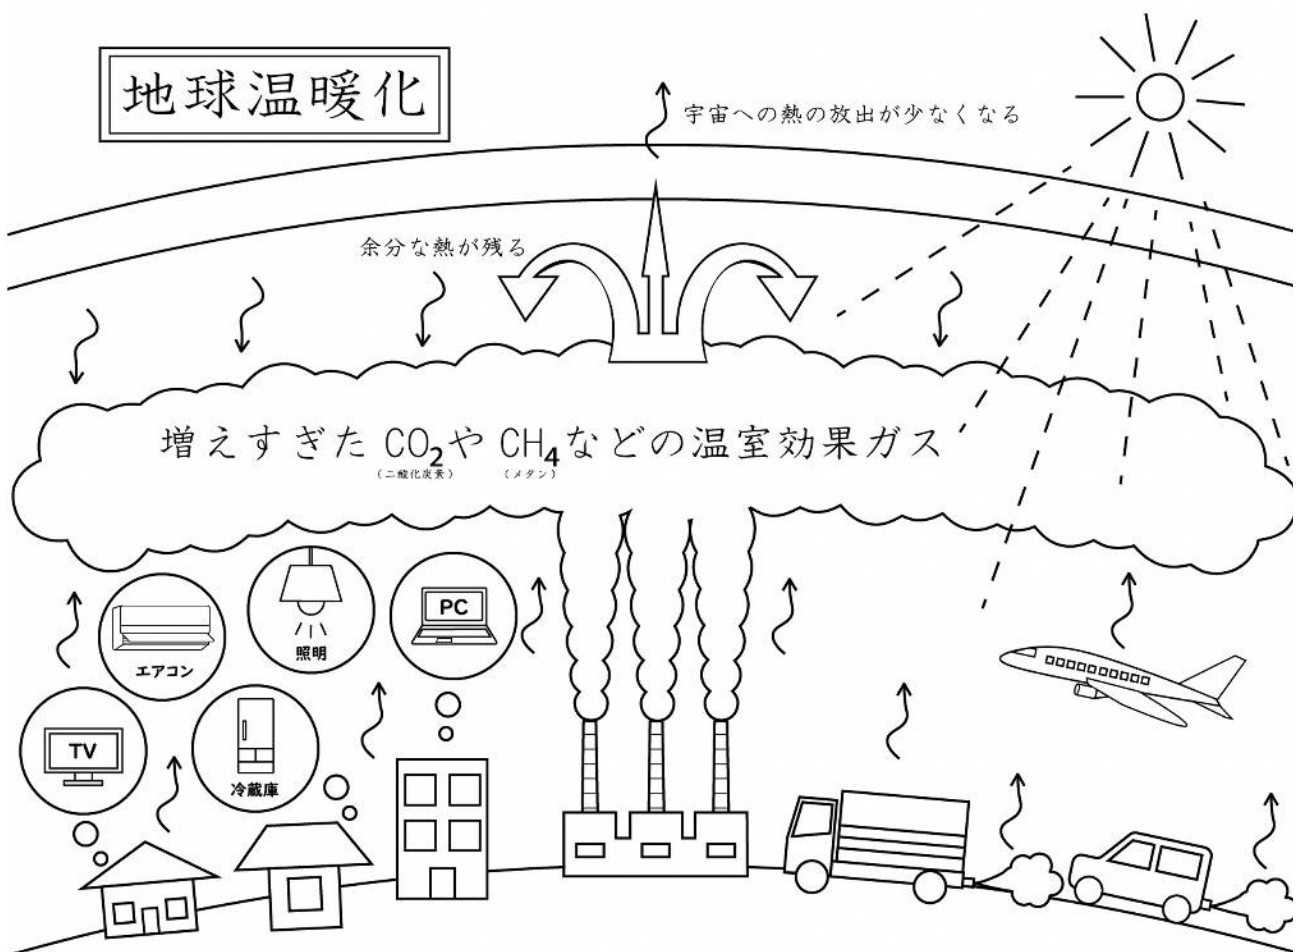 地球温暖化
宇宙への熱の放出が少なくなる
余分な熱が残る
増えすぎた CO₂や CH₄などの温室効果ガス
(二酸化炭素) (メタン)
照明
PC
エアコン
TV
冷蔵庫